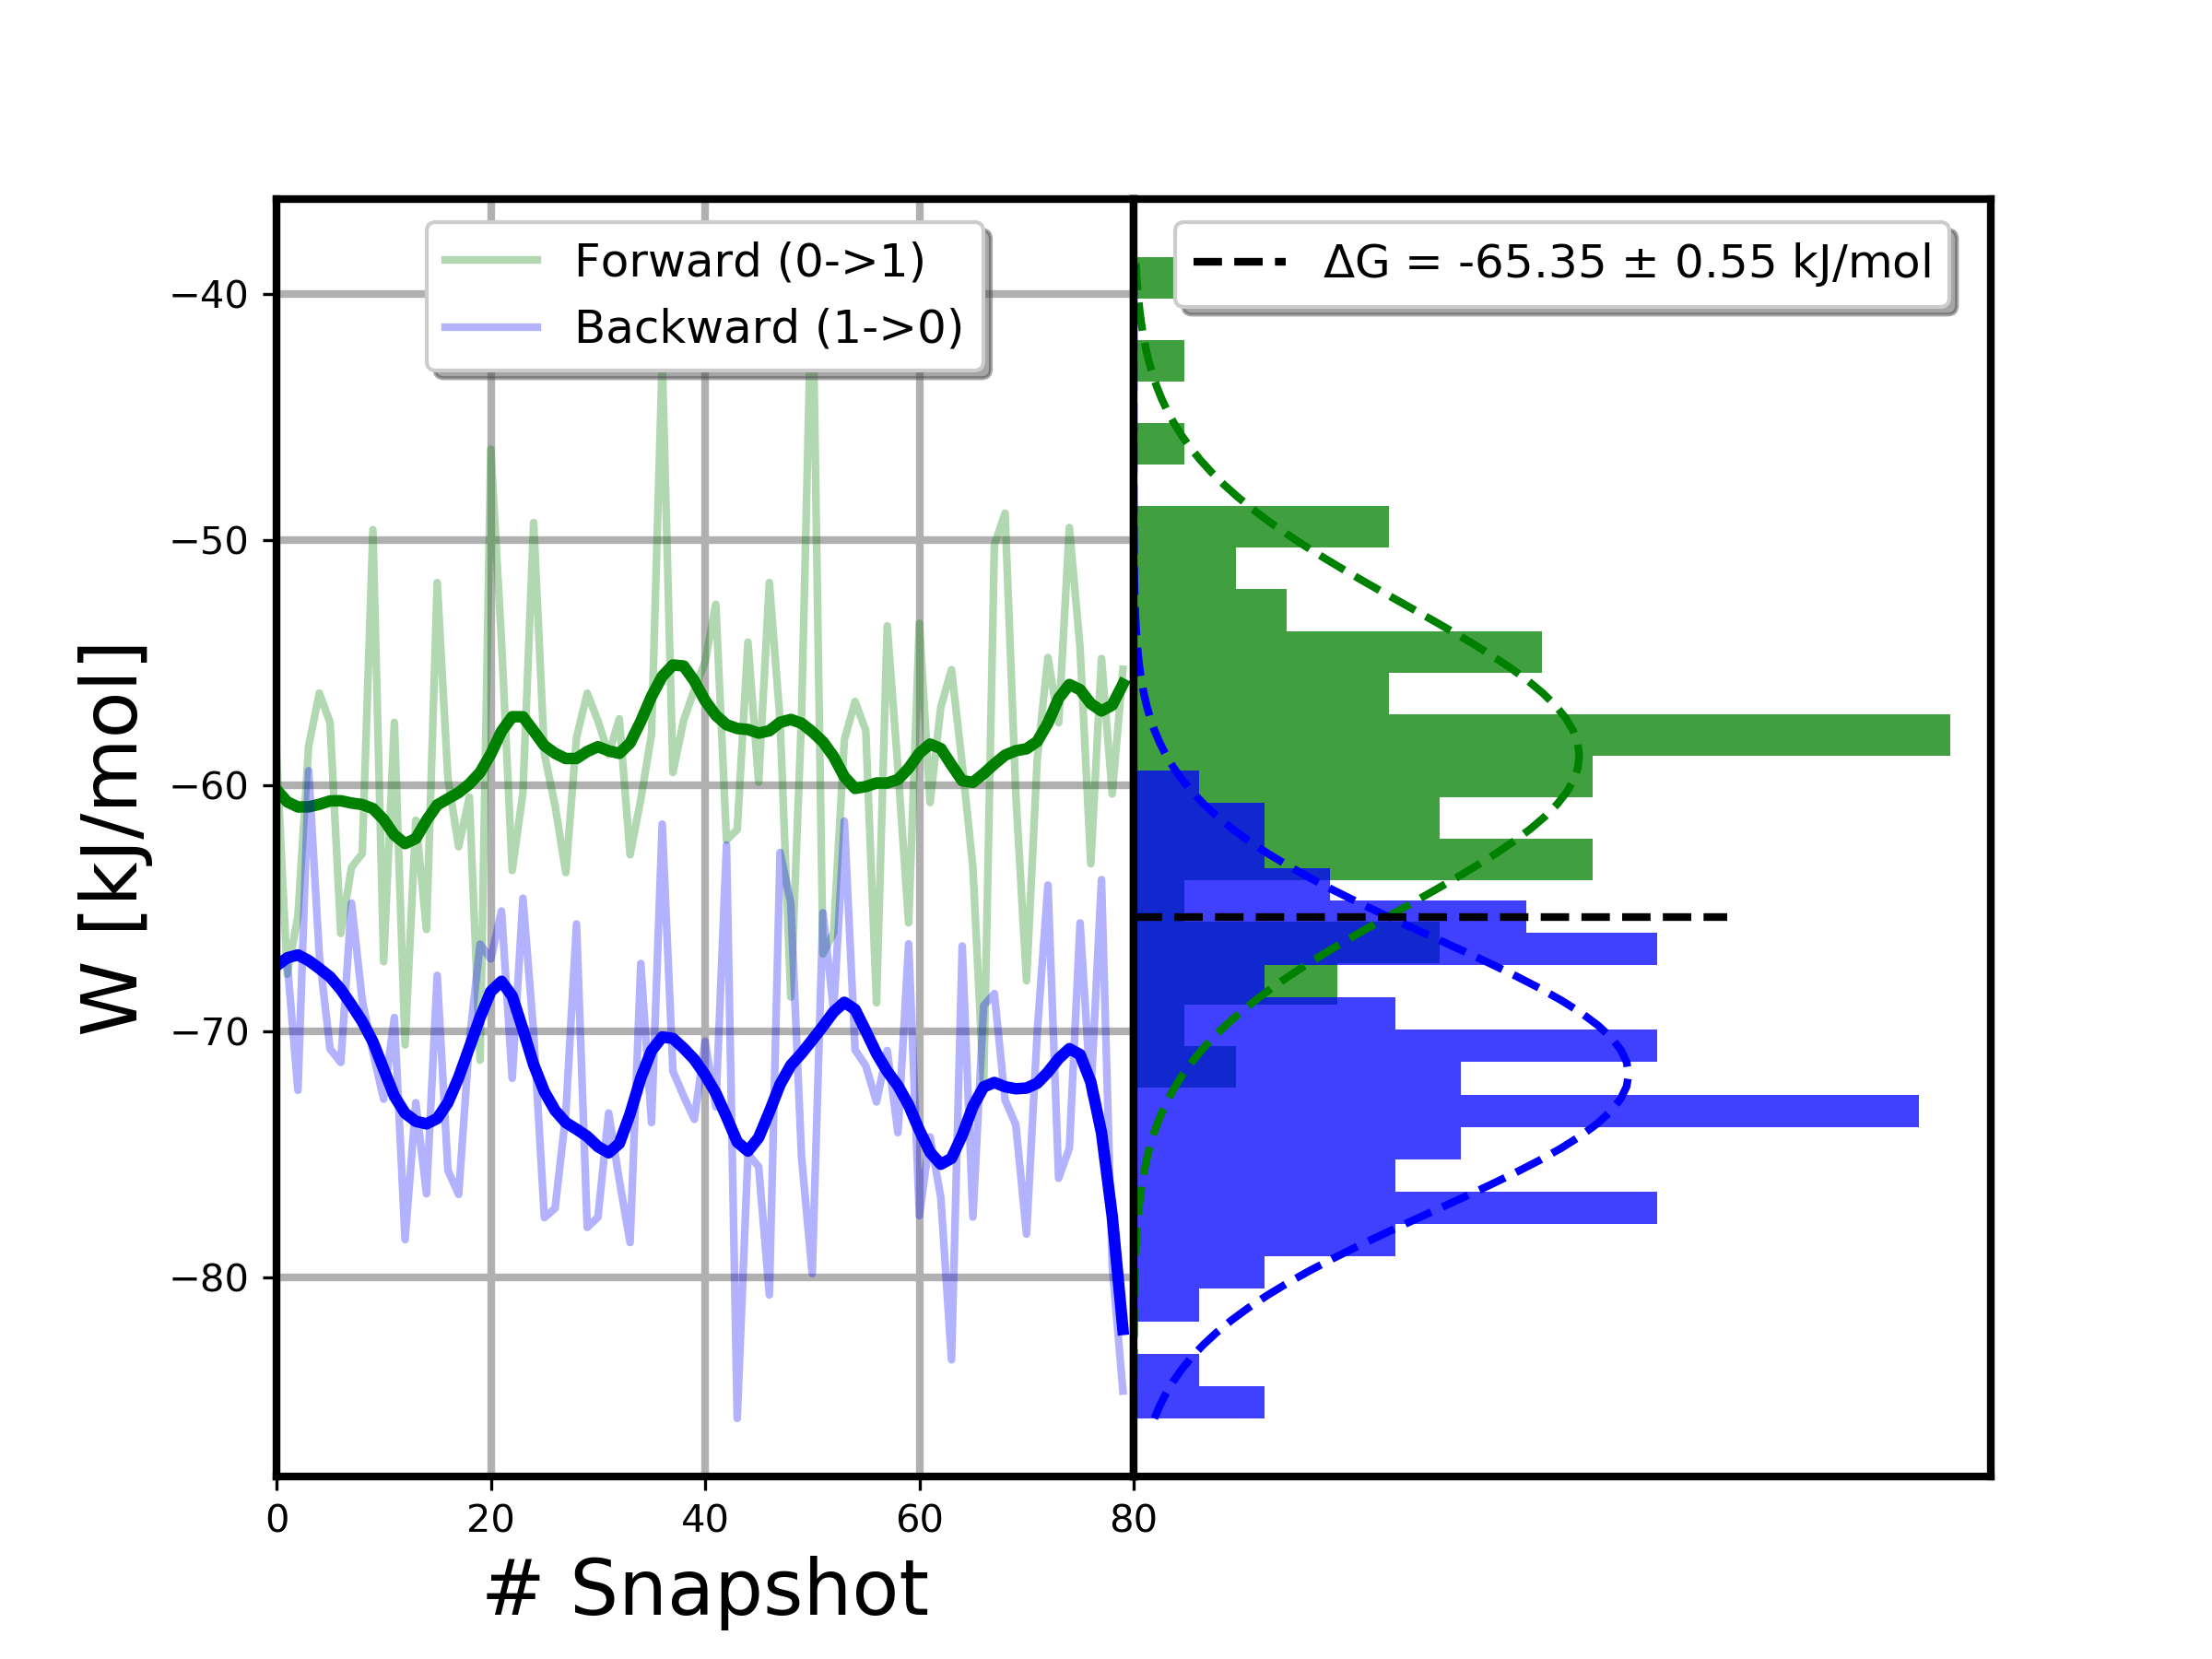 Forward (0->1)
Backward (1->0)
ΔG = -65.35 ± 0.55 kJ/mol
−40
−50
−60
−70
−80
W [kJ/mol]
0 20 40 60 80
# Snapshot